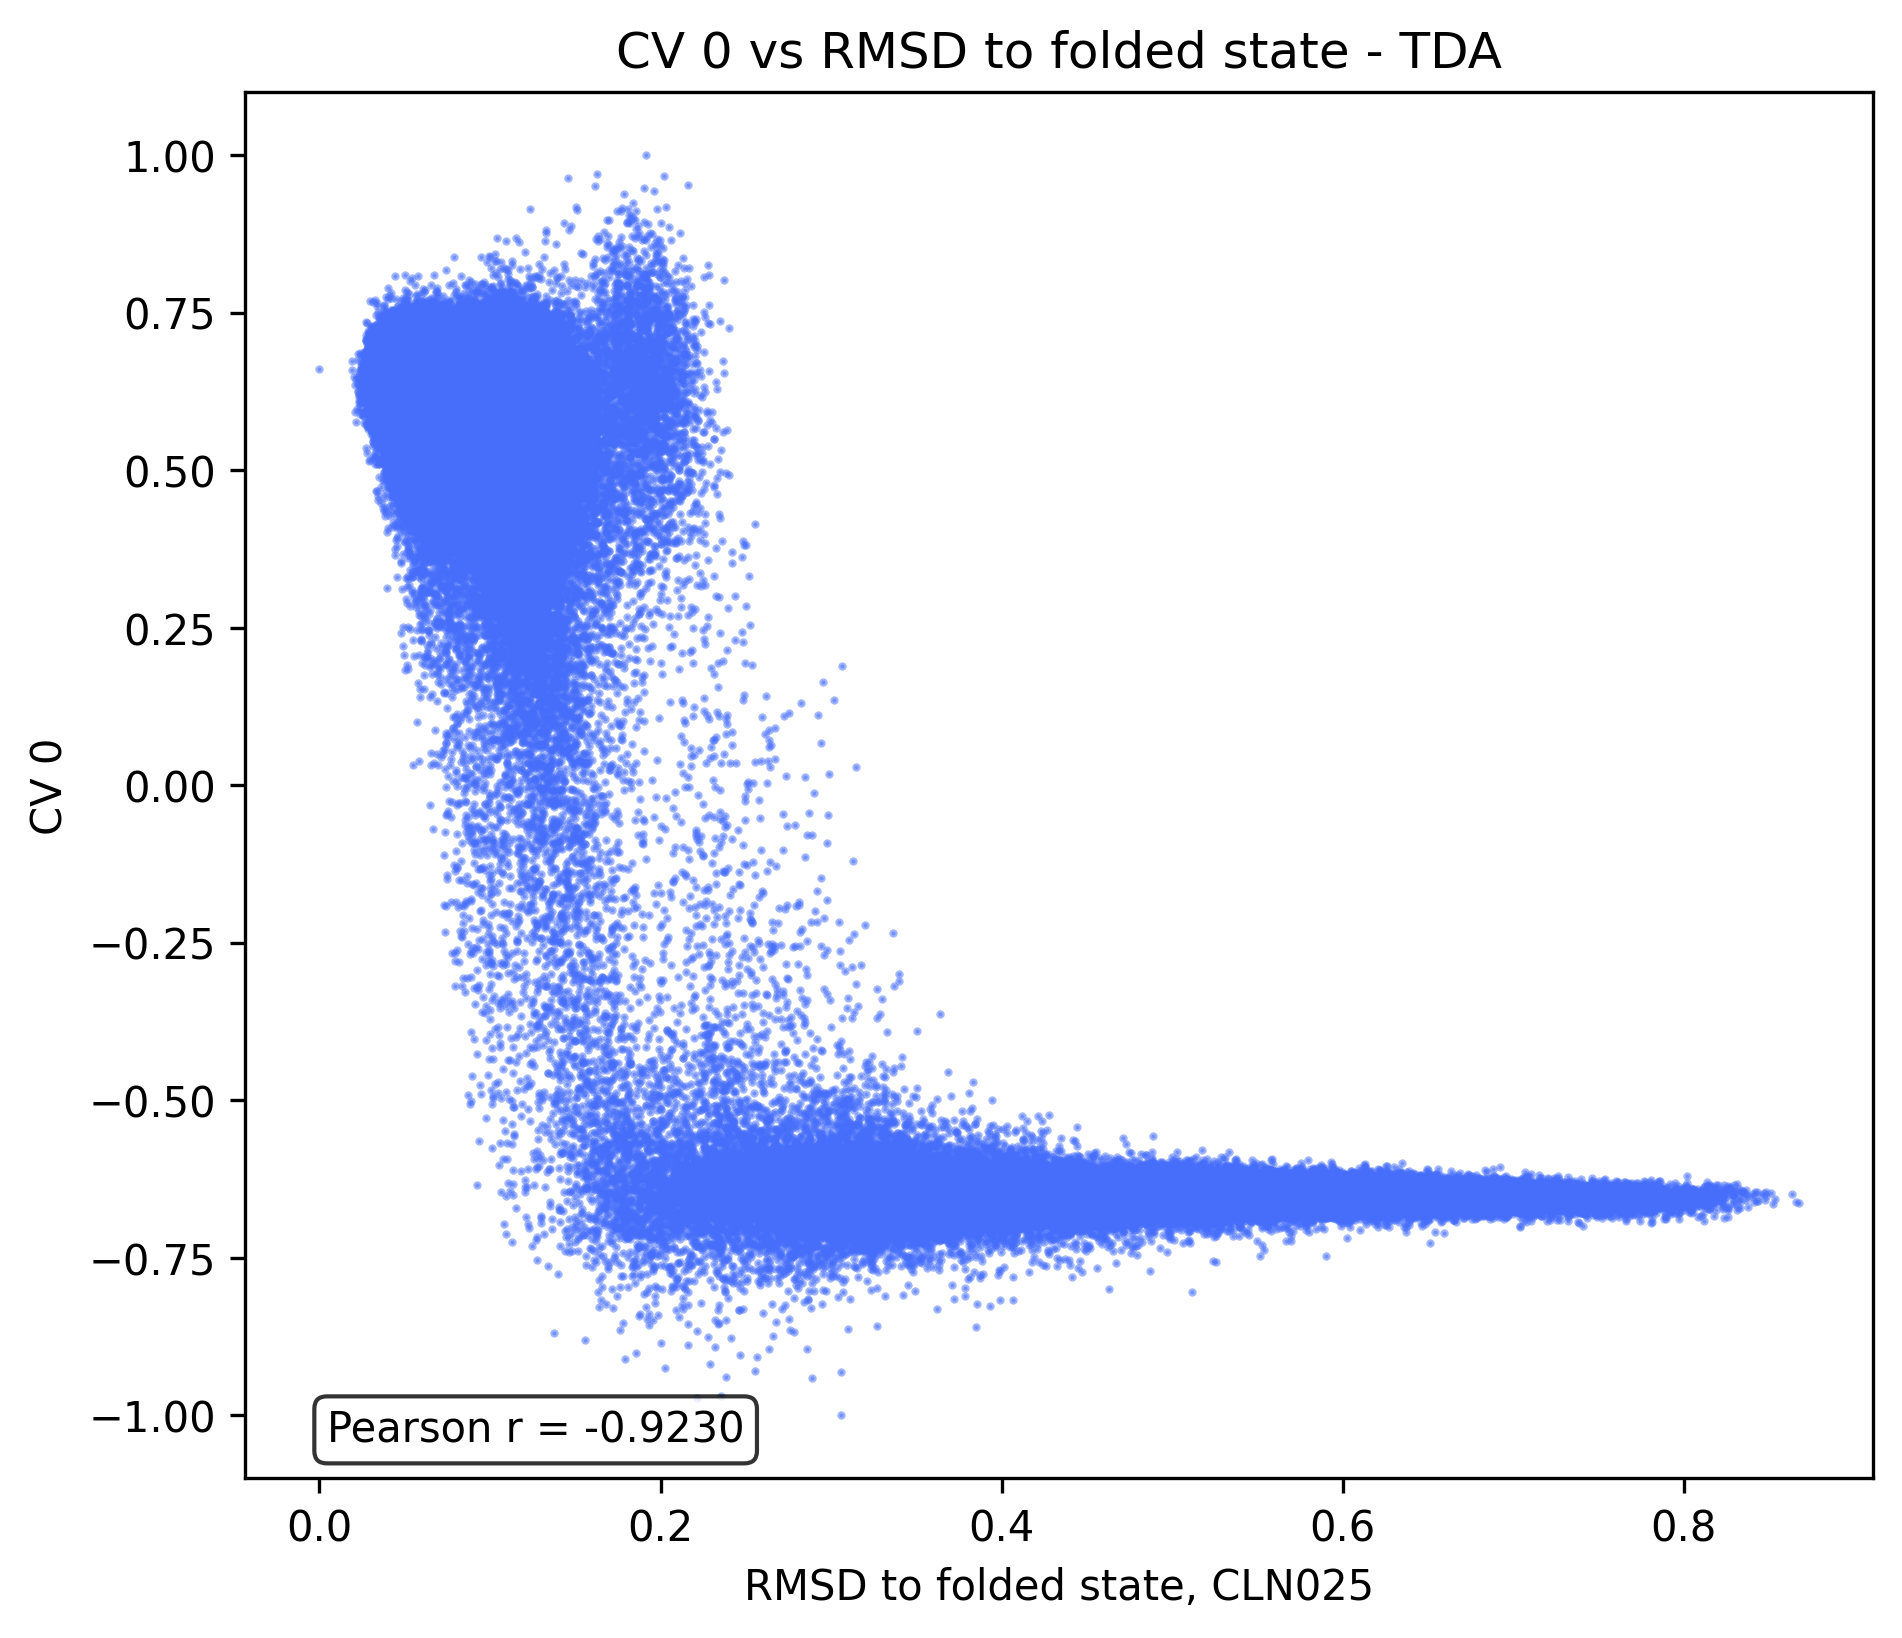 CV 0 vs RMSD to folded state - TDA
CV 0
1.00
0.75
0.50
0.25
0.00
−0.25
−0.50
−0.75
−1.00
Pearson r = -0.9230
0.0 0.2 0.4 0.6 0.8
RMSD to folded state, CLN025